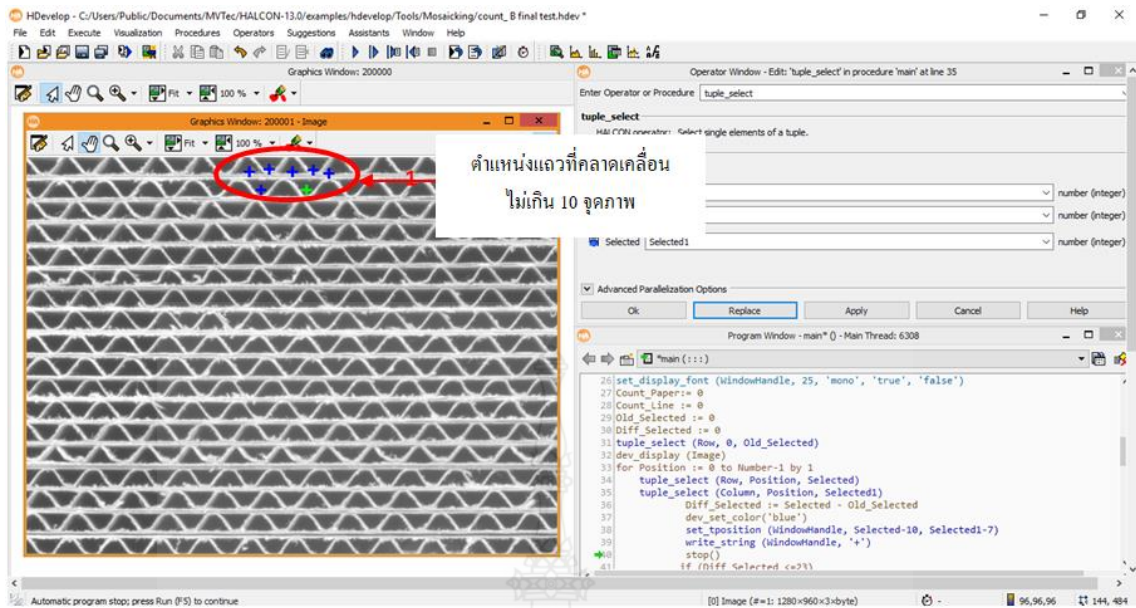 HDevelop - C:/Users/Public/Documents/MVTec/HALCON-13.0/examples/hdevelop/Tools/Mosaicking/count_ B final test.hdev *
File Edit Execute Visualization Procedures Operators Suggestions Assistants Window Help
Graphics Window: 200000
Fit 100 %
Graphics Window: 200001 - Image
Fit 100 %
1
ตำแหน่งแถวที่คลาดเคลื่อน
ไม่เกิน 10 จุดภาพ
Operator Window - Edit: 'tuple_select' in procedure 'main' at line 35
Enter Operator or Procedure tuple_select
tuple_select
HALCON operator: Select single elements of a tuple.
number (integer)
number (integer)
Selected Selected1 number (integer)
Advanced Parallelization Options
Ok Replace Apply Cancel Help
Program Window - main* () - Main Thread: 6308
*main (:::)
26 set_display_font (WindowHandle, 25, 'mono', 'true', 'false')
27 Count_Paper:= 0
28 Count_Line := 0
29 Old_Selected := 0
30 Diff_Selected := 0
31 tuple_select (Row, 0, Old_Selected)
32 dev_display (Image)
33 for Position := 0 to Number-1 by 1
34 tuple_select (Row, Position, Selected)
35 tuple_select (Column, Position, Selected1)
36 Diff_Selected := Selected - Old_Selected
37 dev_set_color('blue')
38 set_tposition (WindowHandle, Selected-10, Selected1-7)
39 write_string (WindowHandle, '+')
40 stop()
41 if (Diff_Selected <=23)
Automatic program stop; press Run (F5) to continue
[0] Image (#=1: 1280×960×3×byte) - 96,96,96 144, 484